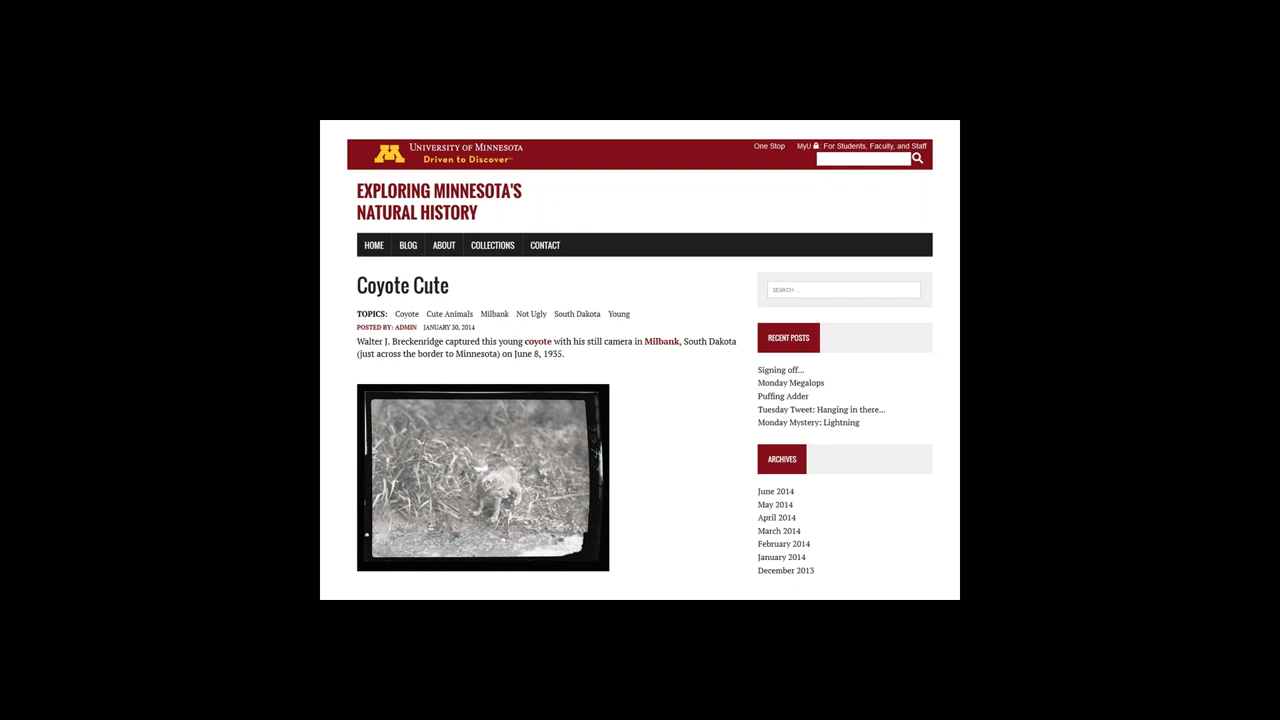 UNIVERSITY OF MINNESOTA
Driven to Discover℠
One Stop
MyU : For Students, Faculty, and Staff
EXPLORING MINNESOTA'S
NATURAL HISTORY
HOME BLOG ABOUT COLLECTIONS CONTACT
Coyote Cute
TOPICS: Coyote Cute Animals Milbank Not Ugly South Dakota Young
POSTED BY: ADMIN JANUARY 30, 2014
Walter J. Breckenridge captured this young coyote with his still camera in Milbank, South Dakota
(just across the border to Minnesota) on June 8, 1935.
SEARCH ...
RECENT POSTS
Signing off...
Monday Megalops
Puffing Adder
Tuesday Tweet: Hanging in there...
Monday Mystery: Lightning
ARCHIVES
June 2014
May 2014
April 2014
March 2014
February 2014
January 2014
December 2013